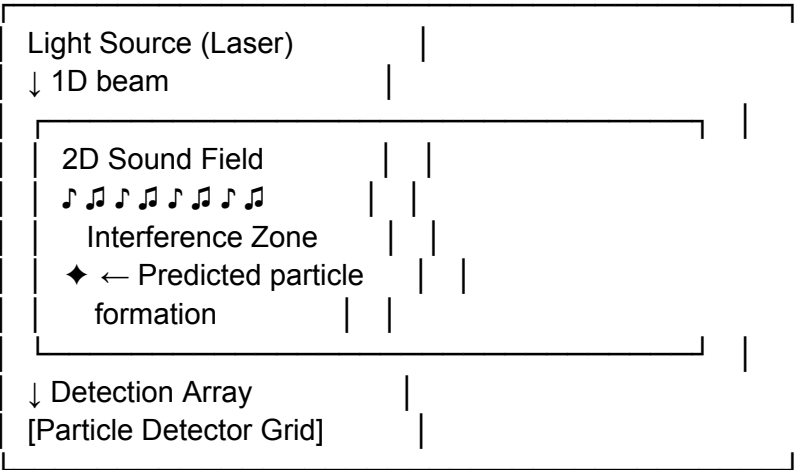 Light Source (Laser)
↓ 1D beam
2D Sound Field
♪♫♪♫♪♫♪♫
Interference Zone
✦ ← Predicted particle
formation
↓ Detection Array
[Particle Detector Grid]